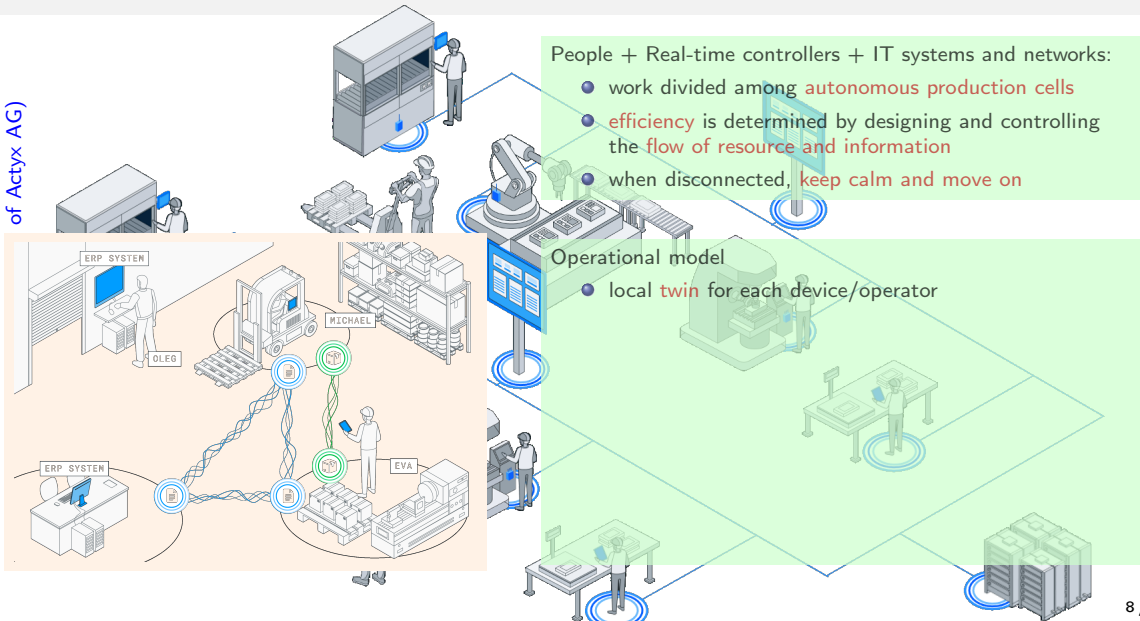 of Actyx AG)
People + Real-time controllers + IT systems and networks:
work divided among autonomous production cells
efficiency is determined by designing and controlling
the flow of resource and information
when disconnected, keep calm and move on
Operational model
local twin for each device/operator
ERP SYSTEM
OLEG
MICHAEL
ERP SYSTEM
EVA
8/